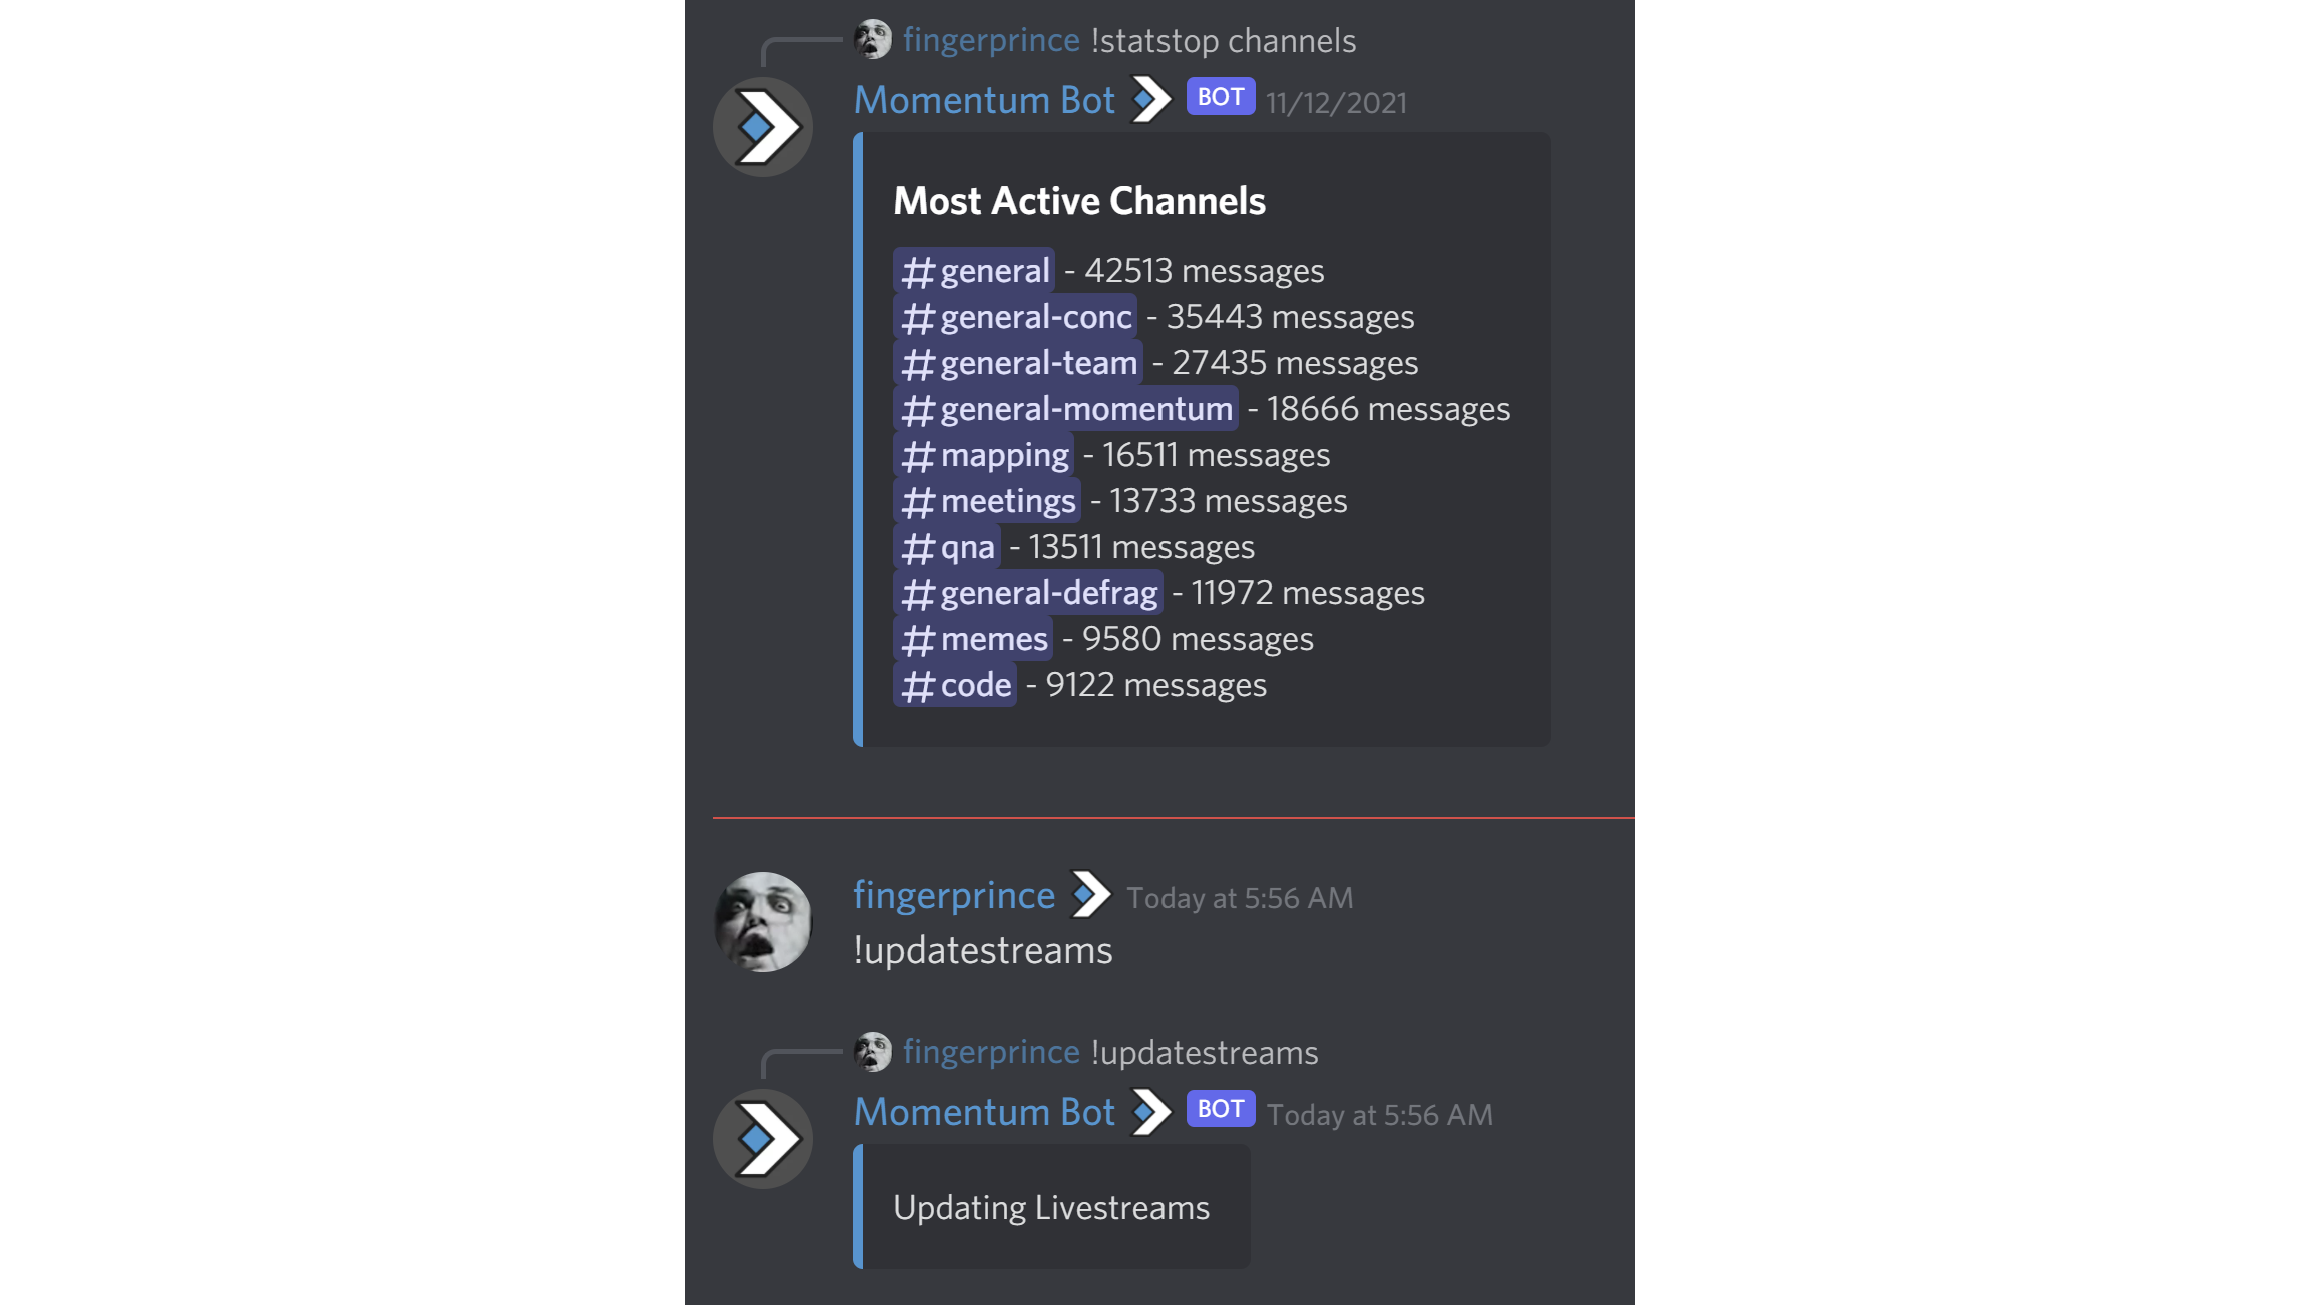 fingerprince !statstop channels
Momentum Bot BOT 11/12/2021
Most Active Channels
#general - 42513 messages
#general-conc - 35443 messages
#general-team - 27435 messages
#general-momentum - 18666 messages
#mapping - 16511 messages
#meetings - 13733 messages
#qna - 13511 messages
#general-defrag - 11972 messages
#memes - 9580 messages
#code - 9122 messages
fingerprince Today at 5:56 AM
!updatestreams
fingerprince !updatestreams
Momentum Bot BOT Today at 5:56 AM
Updating Livestreams